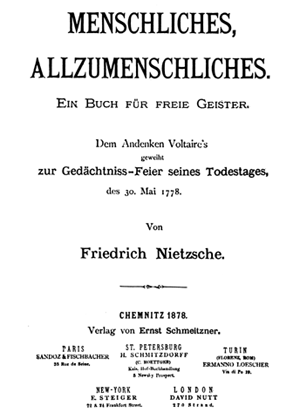 MENSCHLICHES,
ALLZUMENSCHLICHES.
EIN BUCH FÜR FREIE GEISTER.
Dem Andenken Voltaire's
geweiht
zur Gedächtniss-Feier seines Todestages,
des 30. Mai 1778.
Von
Friedrich Nietzsche.
CHEMNITZ 1878.
Verlag von Ernst Schmeitzner.
PARIS
SANDOZ & FISCHBACHER
33 Rue de Seine.
ST. PETERSBURG
H. SCHMITZDORFF
(C. ROETTGER)
Kais. Hof-Buchhandlung
5 Newsky Prospect.
TURIN
(FLORENZ, ROM)
ERMANNO LOESCHER
Via di Po
NEW-YORK
E. STEIGER
22 & 24 Frankfort Street.
LONDON
DAVID NUTT
270 Strand.